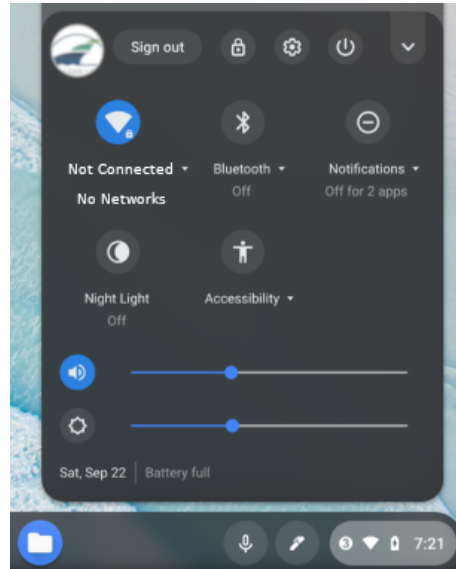 Sign out
Not Connected
Bluetooth
Notifications
No Networks
Off
Off for 2 apps
Night Light
Accessibility
Off
Sat, Sep 22
Battery full
3
7:21